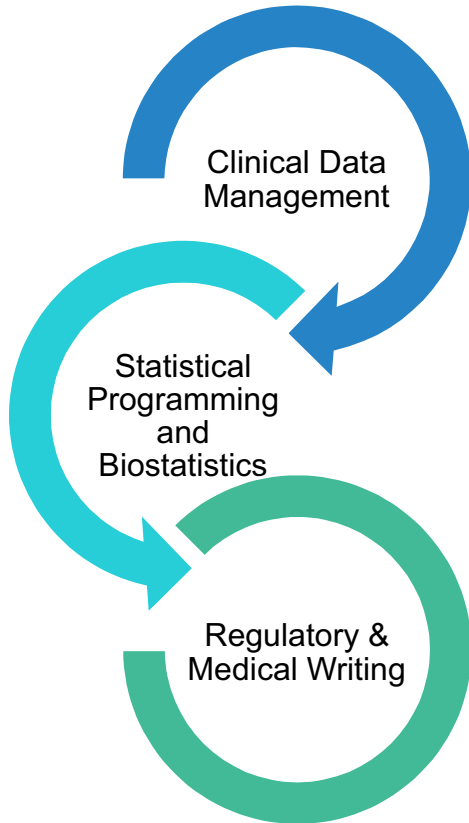 Clinical Data
Management
Statistical
Programming
and
Biostatistics
Regulatory &
Medical Writing